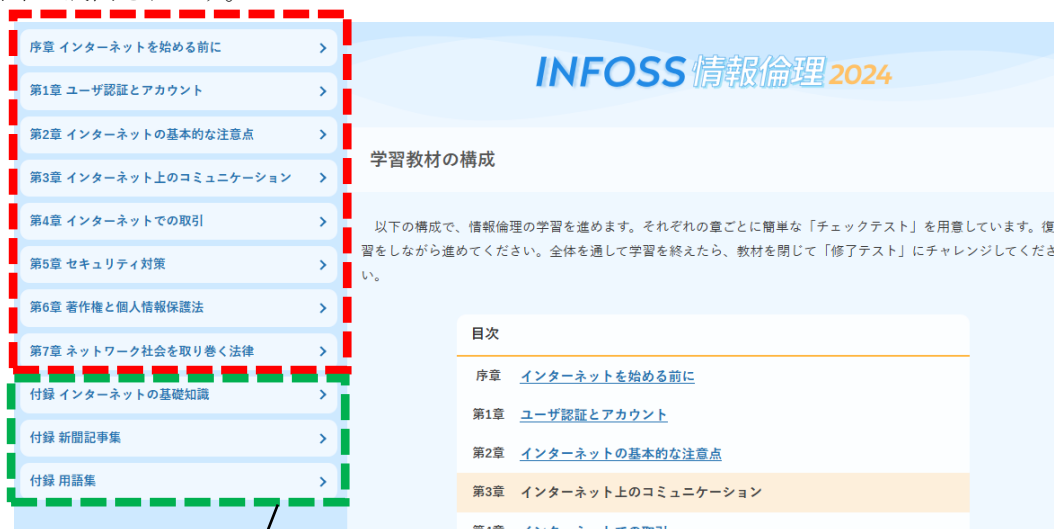 序章 インターネットを始める前に
第1章 ユーザ認証とアカウント
第2章 インターネットの基本的な注意点
第3章 インターネット上のコミュニケーション
第4章 インターネットでの取引
第5章 セキュリティ対策
第6章 著作権と個人情報保護法
第7章 ネットワーク社会を取り巻く法律
付録 インターネットの基礎知識
付録 新聞記事集
付録 用語集
INFOSS 情報倫理 2024
学習教材の構成
以下の構成で、情報倫理の学習を進めます。それぞれの章ごとに簡単な「チェックテスト」を用意しています。復
習をしながら進めてください。全体を通して学習を終えたら、教材を閉じて「修了テスト」にチャレンジしてくださ
い。
目次
序章 インターネットを始める前に
第1章 ユーザ認証とアカウント
第2章 インターネットの基本的な注意点
第3章 インターネット上のコミュニケーション